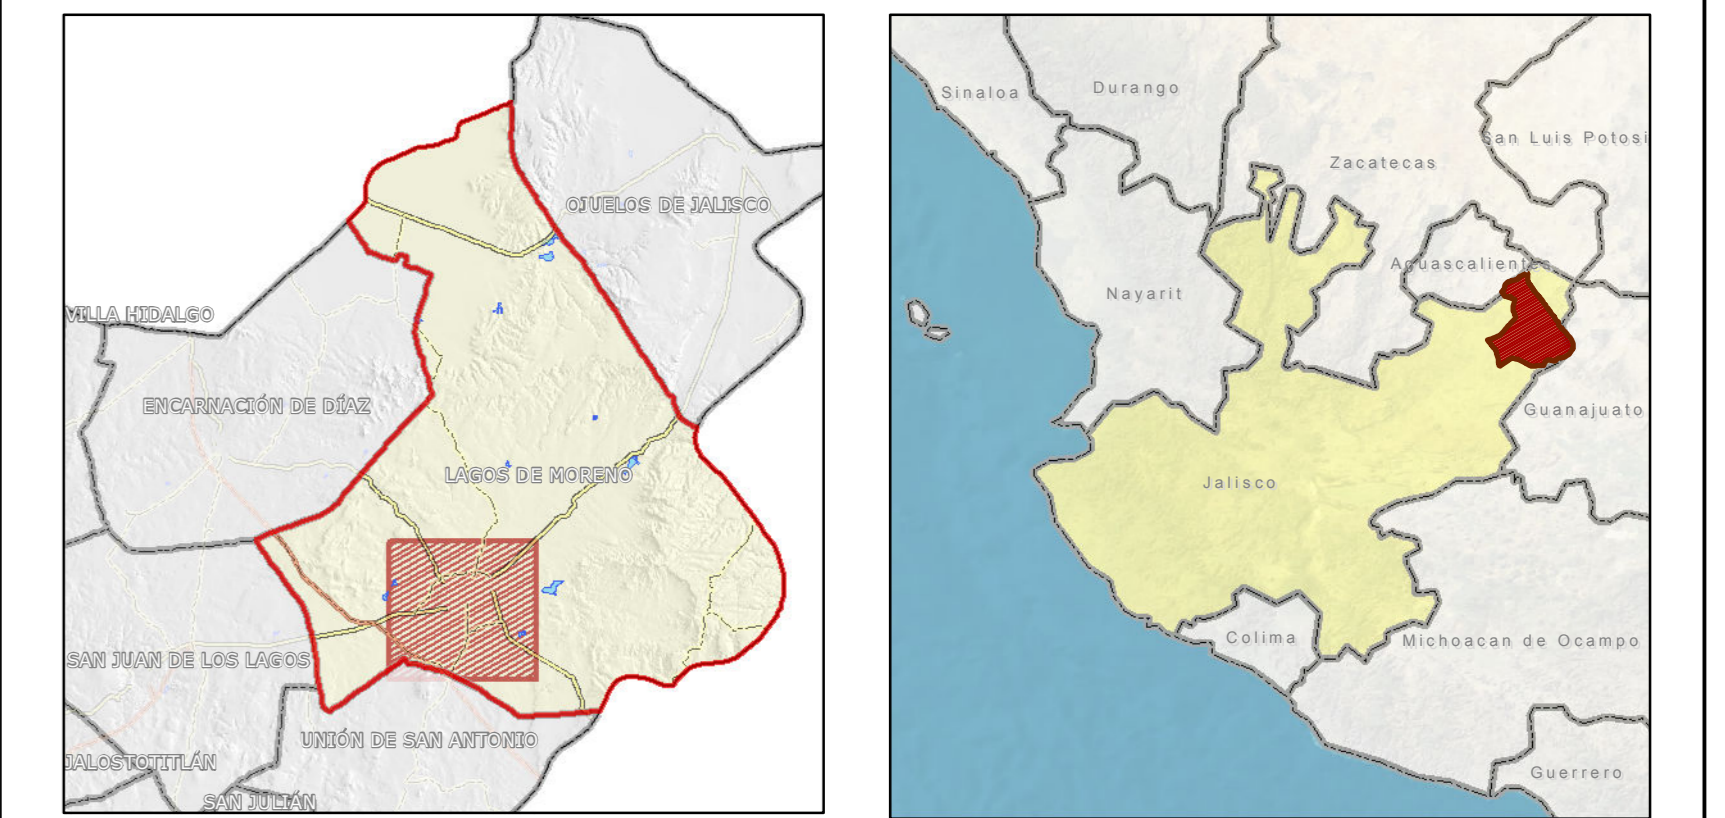 OJUELOS DE JALISCO
VILLA HIDALGO
ENCARNACIÓN DE DÍAZ
LAGOS DE MORENO
SAN JUAN DE LOS LAGOS
UNIÓN DE SAN ANTONIO
JALOSTOTITLÁN
SAN JULIÁN
Sinaloa
Durango
San Luis Potosi
Zacatecas
Aguascalientes
Nayarit
Guanajuato
Jalisco
Colima
Michoacan de Ocampo
Guerrero